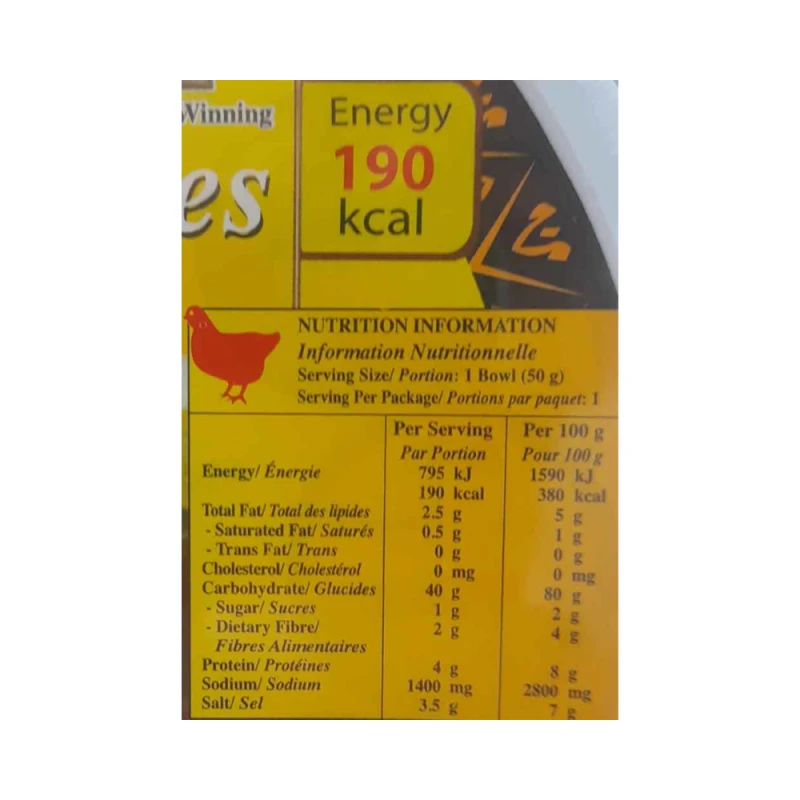 Winning
es
Energy
190
kcal
NUTRITION INFORMATION
Information Nutritionnelle
Serving Size/ Portion: 1 Bowl (50 g)
Serving Per Package/ Portions par paquet: 1
Per Serving Per 100 g
Par Portion Pour 100 g
Energy/ Énergie 795 kJ 1590 kJ
190 kcal 380 kcal
Total Fat/ Total des lipides 2.5 g 5 g
- Saturated Fat/ Saturés 0.5 g 1 g
- Trans Fat/ Trans 0 g 0 g
Cholesterol/ Cholestérol 0 mg 0 mg
Carbohydrate/ Glucides 40 g 80 g
- Sugar/ Sucres 1 g 2 g
- Dietary Fibre/ 2 g 4 g
Fibres Alimentaires
Protein/ Protéines 4 g 8 g
Sodium/ Sodium 1400 mg 2800 mg
Salt/ Sel 3.5 g 7 g